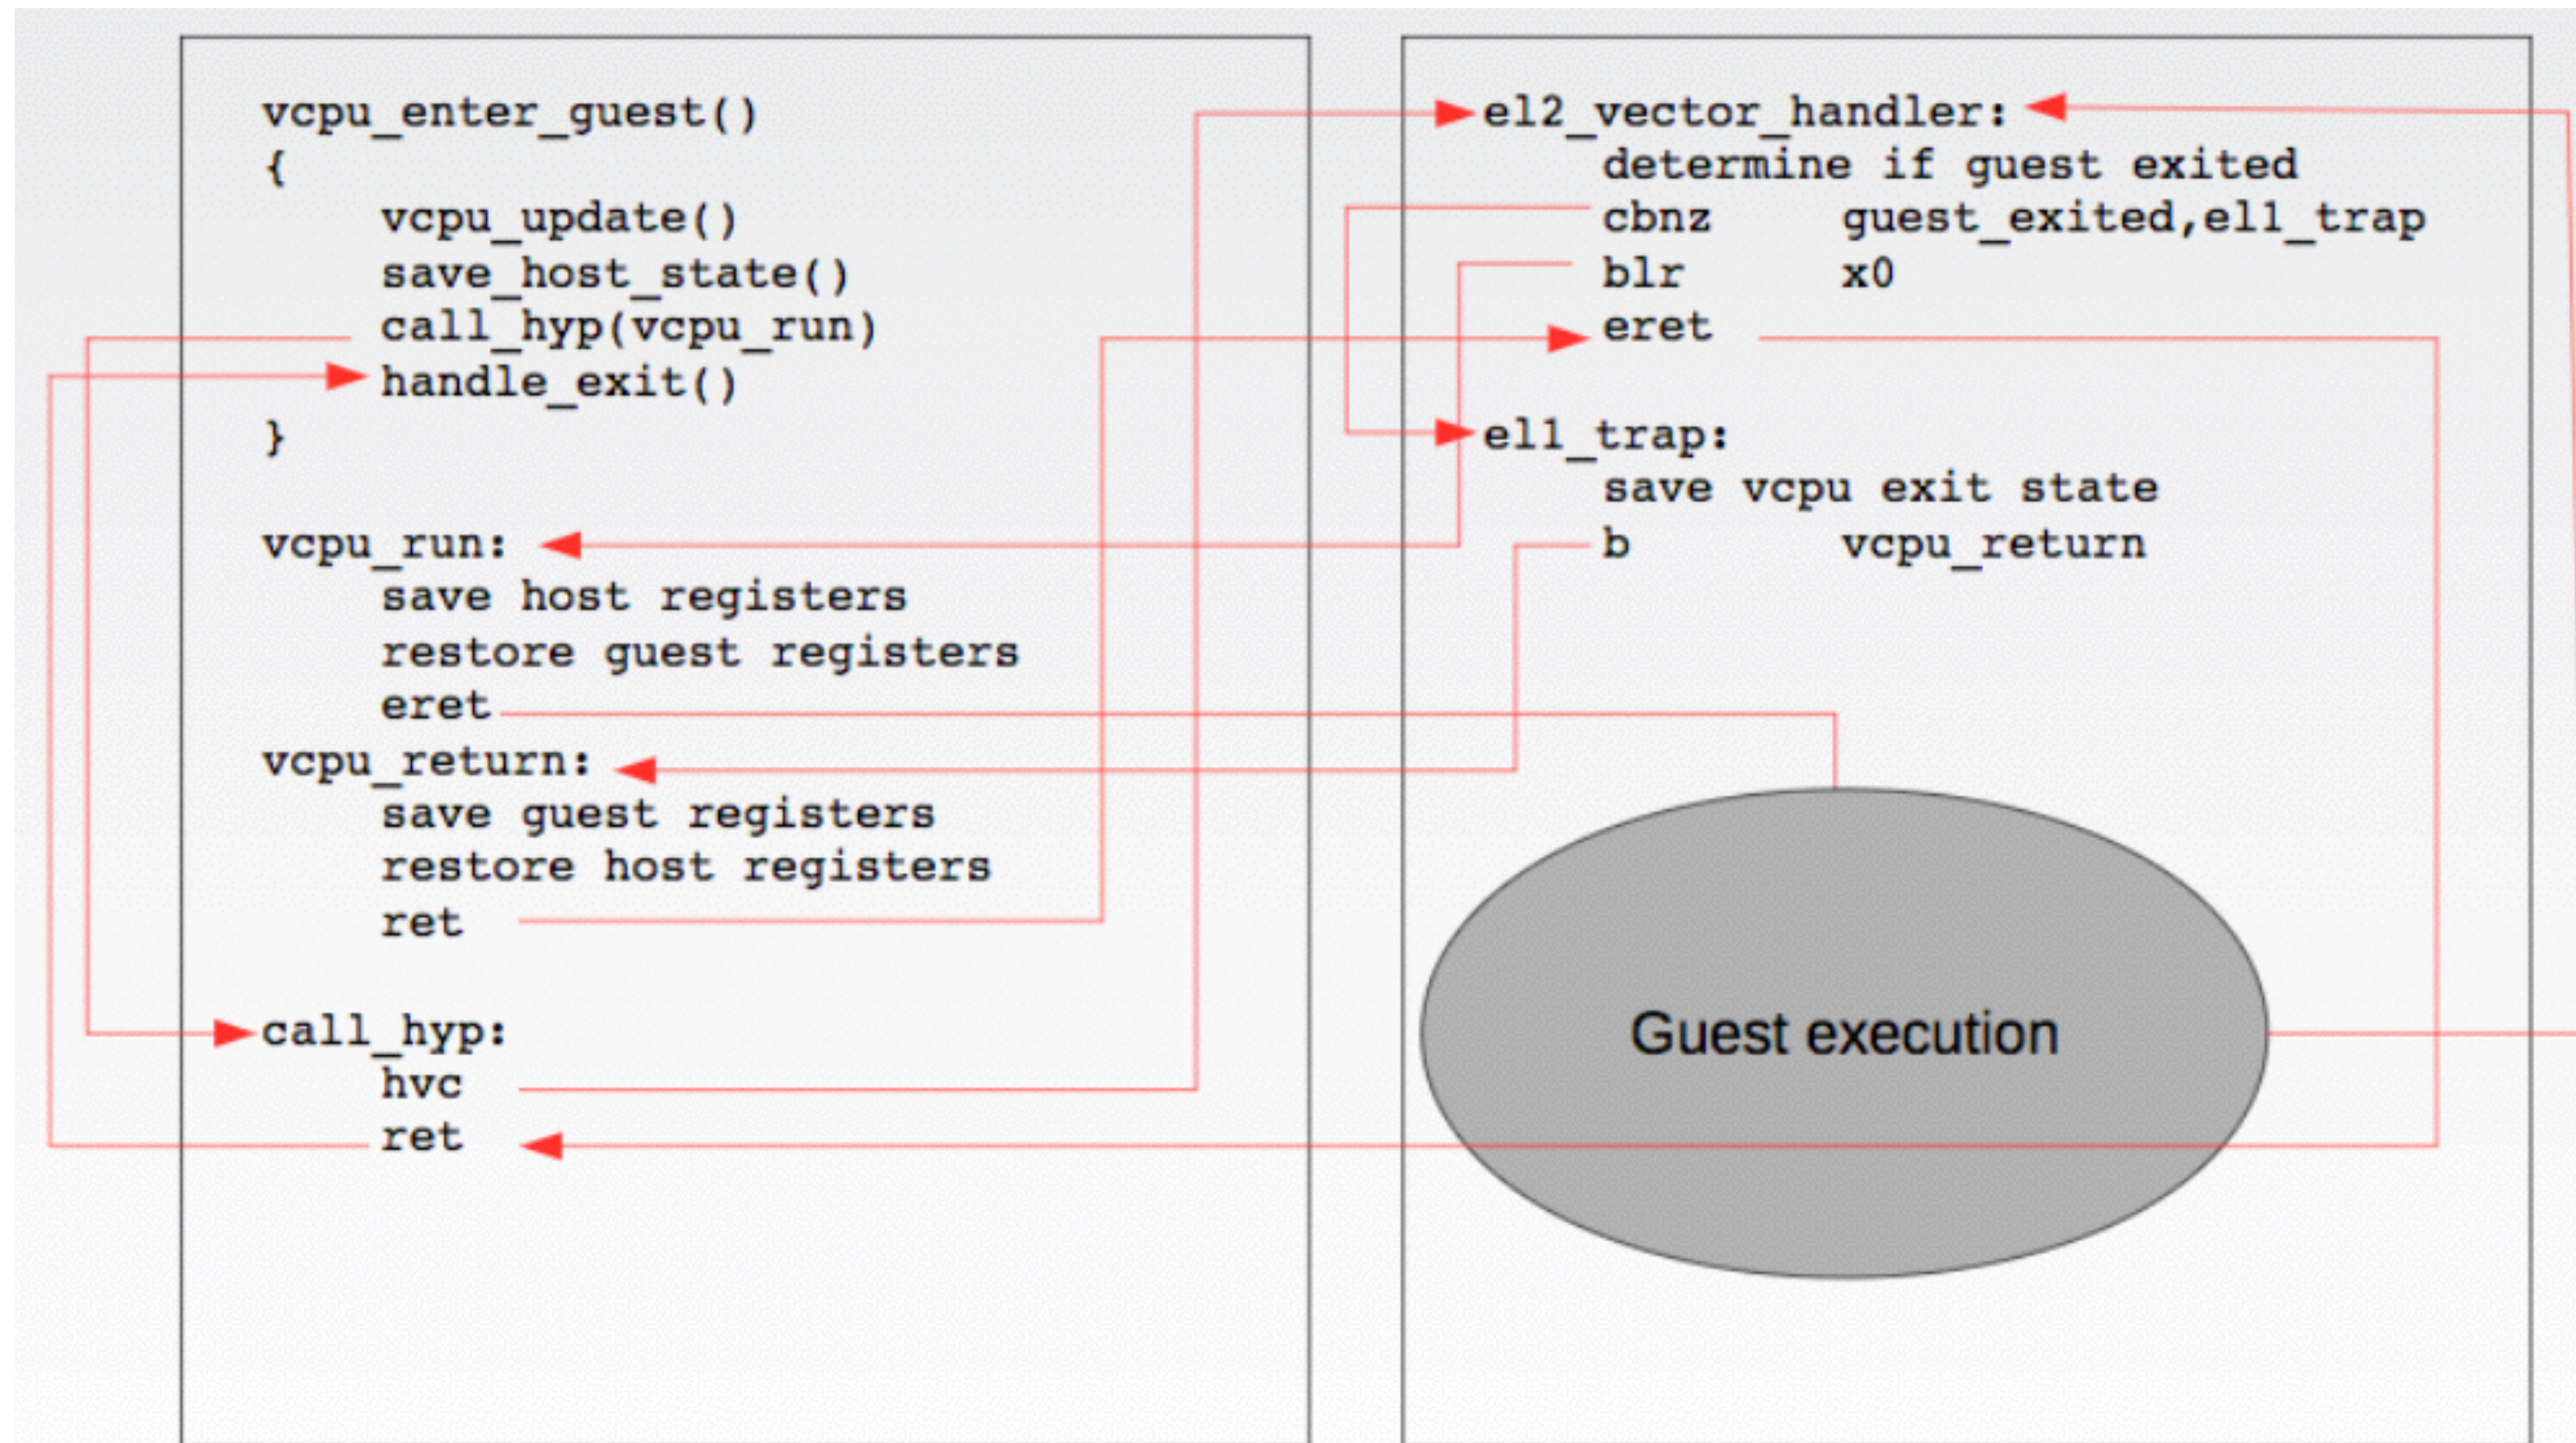 vcpu_enter_guest()
{
vcpu_update()
save_host_state()
call_hyp(vcpu_run)
handle_exit()
}
vcpu_run:
save host registers
restore guest registers
eret
vcpu_return:
save guest registers
restore host registers
ret
call_hyp:
hvc
ret
el2_vector_handler:
determine if guest exited
cbnz guest_exited,el1_trap
blr x0
eret
el1_trap:
save vcpu exit state
b vcpu_return
Guest execution